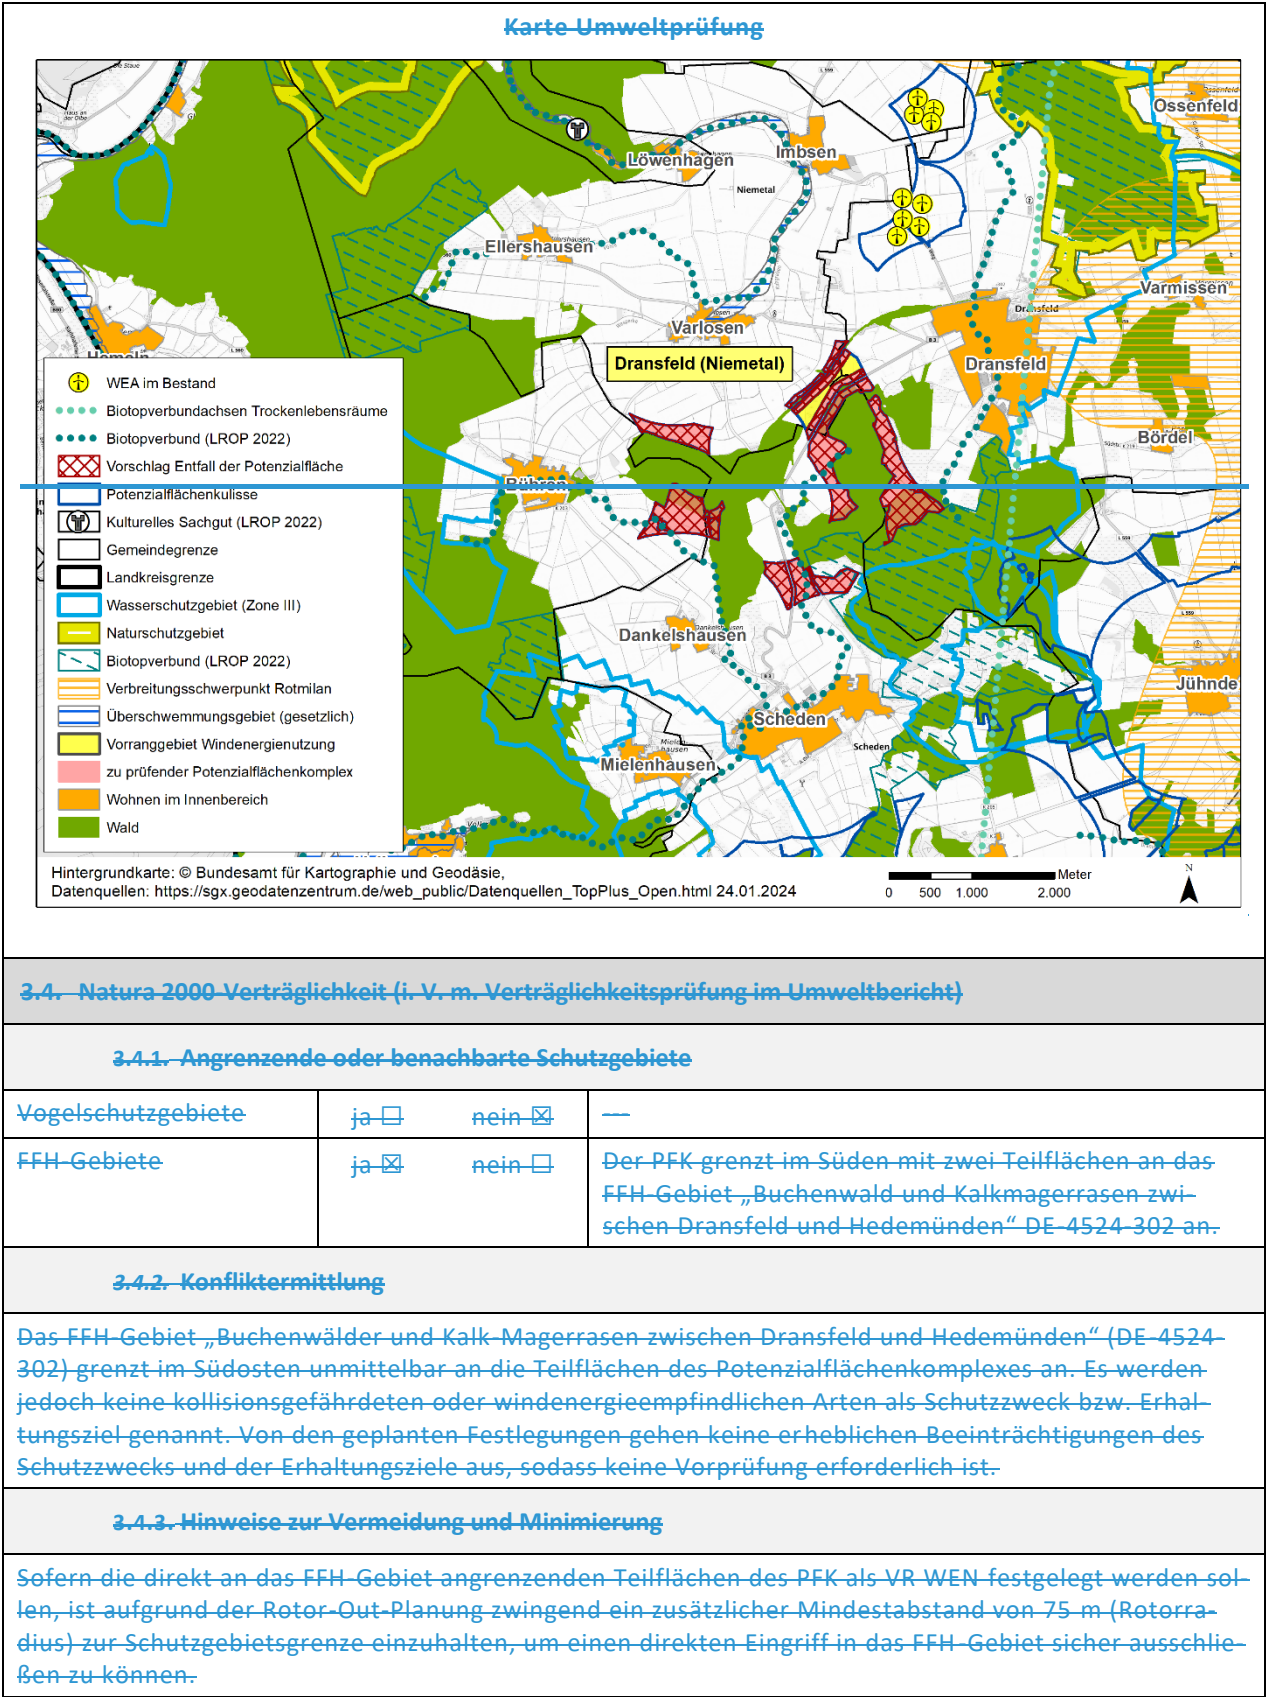 Karte Umweltprüfung
Ossenfeld
Löwenhagen
Imbsen
Niemetal
Ellershausen
Varmissen
Varlosen
Dransfeld
Dransfeld (Niemetal)
Dransfeld
Hemeln
Bördel
Bühren
Dankelshausen
Jühnde
Scheden
Scheden
Mielenhausen
WEA im Bestand
Biotopverbundachsen Trockenlebensräume
Biotopverbund (LROP 2022)
Vorschlag Entfall der Potenzialfläche
Potenzialflächenkulisse
Kulturelles Sachgut (LROP 2022)
Gemeindegrenze
Landkreisgrenze
Wasserschutzgebiet (Zone III)
Naturschutzgebiet
Biotopverbund (LROP 2022)
Verbreitungsschwerpunkt Rotmilan
Überschwemmungsgebiet (gesetzlich)
Vorranggebiet Windenergienutzung
zu prüfender Potenzialflächenkomplex
Wohnen im Innenbereich
Wald
Hintergrundkarte: © Bundesamt für Kartographie und Geodäsie,
Datenquellen: https://sgx.geodatenzentrum.de/web_public/Datenquellen_TopPlus_Open.html 24.01.2024
Meter
0 500 1.000 2.000
N
3.4. Natura 2000-Verträglichkeit (i. V. m. Verträglichkeitsprüfung im Umweltbericht)
3.4.1. Angrenzende oder benachbarte Schutzgebiete
Vogelschutzgebiete ja ☐ nein ☒ ---
FFH-Gebiete ja ☒ nein ☐ Der PFK grenzt im Süden mit zwei Teilflächen an das
FFH-Gebiet „Buchenwald und Kalkmagerrasen zwi-
schen Dransfeld und Hedemünden“ DE-4524-302 an.
3.4.2. Konfliktermittlung
Das FFH-Gebiet „Buchenwälder und Kalk-Magerrasen zwischen Dransfeld und Hedemünden“ (DE-4524-
302) grenzt im Südosten unmittelbar an die Teilflächen des Potenzialflächenkomplexes an. Es werden
jedoch keine kollisionsgefährdeten oder windenergieempfindlichen Arten als Schutzzweck bzw. Erhal-
tungsziel genannt. Von den geplanten Festlegungen gehen keine erheblichen Beeinträchtigungen des
Schutzzwecks und der Erhaltungsziele aus, sodass keine Vorprüfung erforderlich ist.
3.4.3. Hinweise zur Vermeidung und Minimierung
Sofern die direkt an das FFH-Gebiet angrenzenden Teilflächen des PFK als VR WEN festgelegt werden sol-
len, ist aufgrund der Rotor-Out-Planung zwingend ein zusätzlicher Mindestabstand von 75 m (Rotorra-
dius) zur Schutzgebietsgrenze einzuhalten, um einen direkten Eingriff in das FFH-Gebiet sicher ausschlie-
ßen zu können.